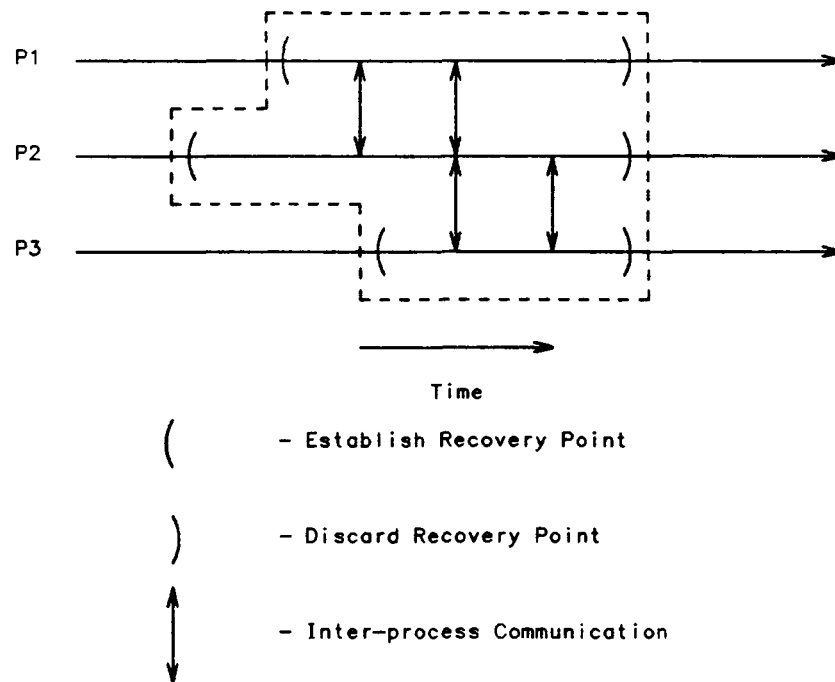 P1
P2
P3
Time
( - Establish Recovery Point
) - Discard Recovery Point
- Inter-process Communication